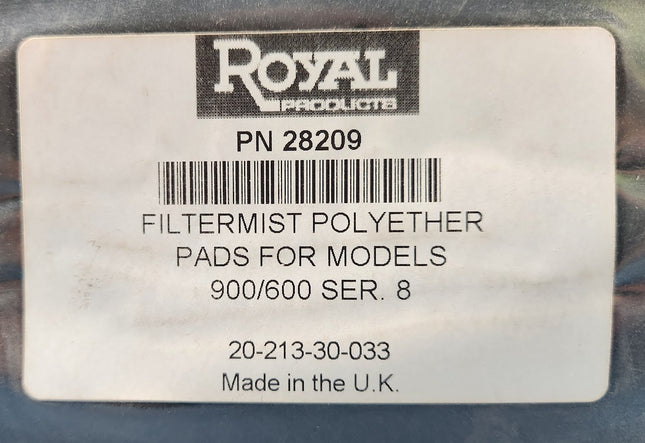 ROYAL
PRODUCTS
PN 28209
FILTERMIST POLYETHER
PADS FOR MODELS
900/600 SER. 8
20-213-30-033
Made in the U.K.